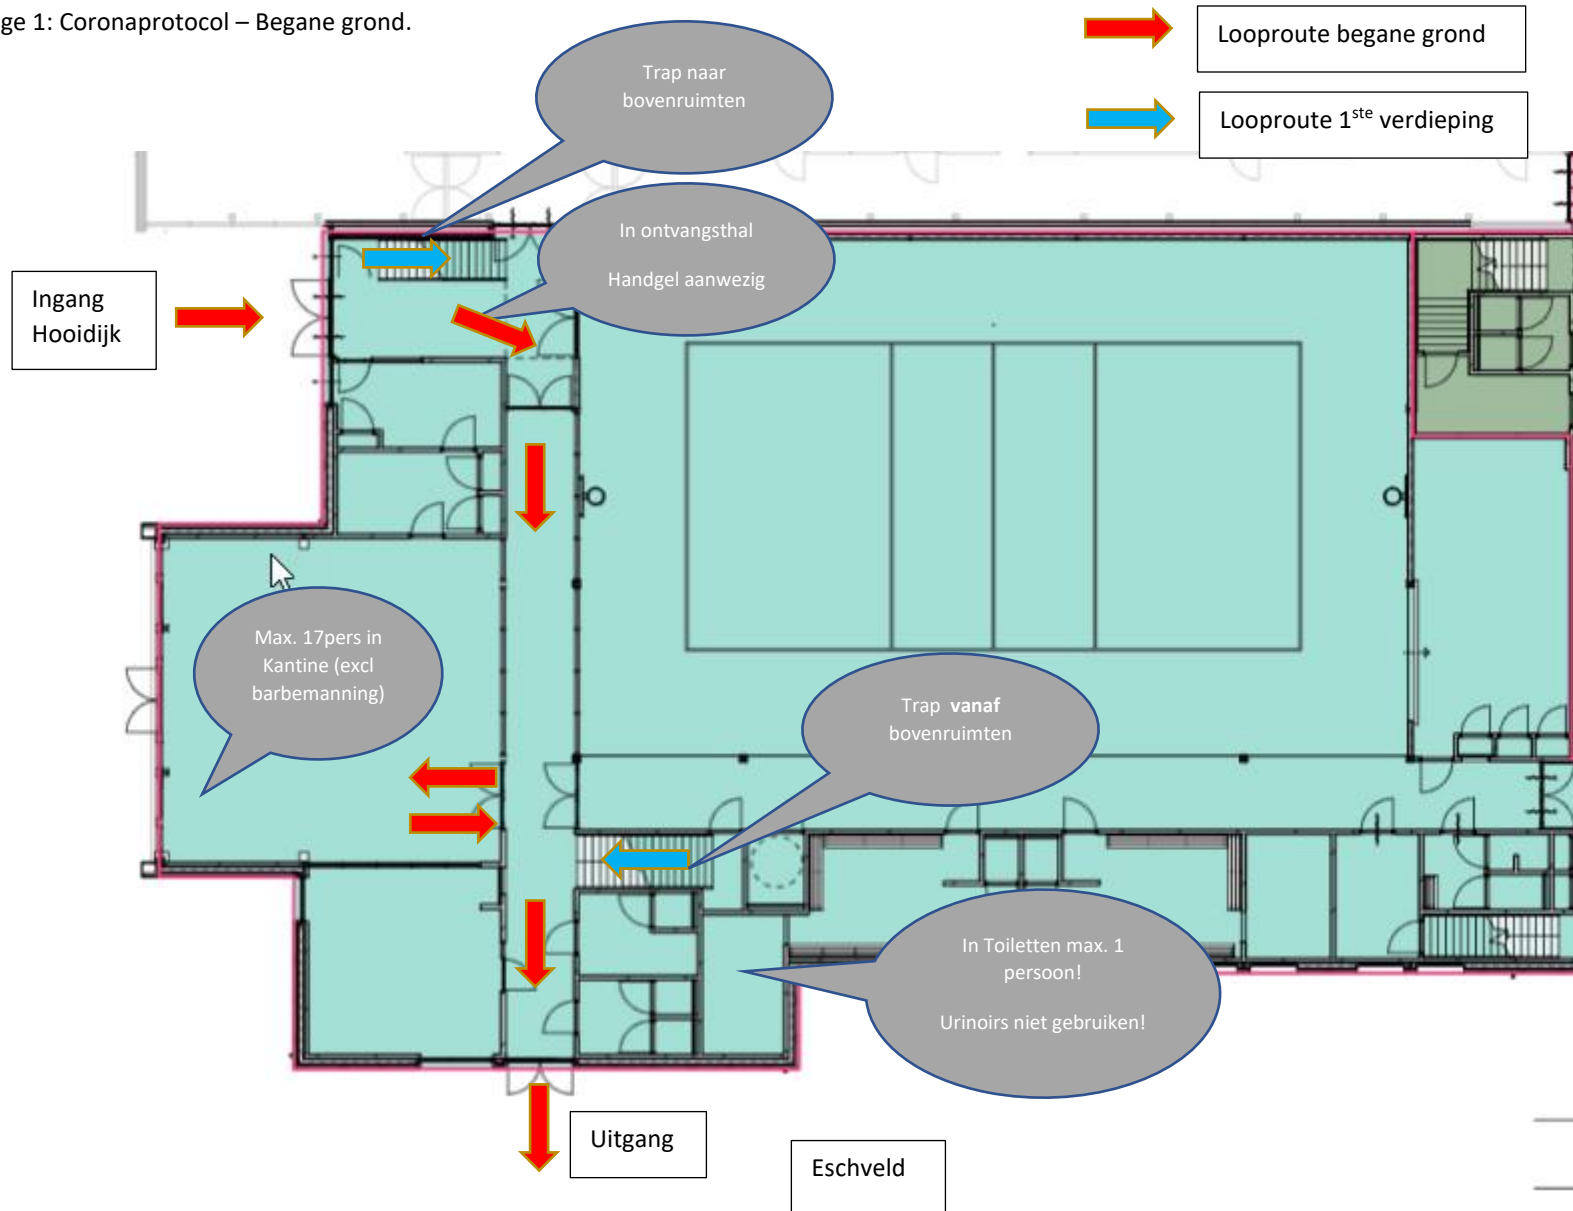 ge 1: Coronaprotocol – Begane grond.
Looproute begane grond
Looproute 1ste verdieping
Trap naar
bovenruimten
In ontvangsthal
Handgel aanwezig
Ingang
Hooidijk
Max. 17pers in
Kantine (excl
barbemanning)
Trap vanaf
bovenruimten
In Toiletten max. 1
persoon!
Urinoirs niet gebruiken!
Uitgang
Eschveld